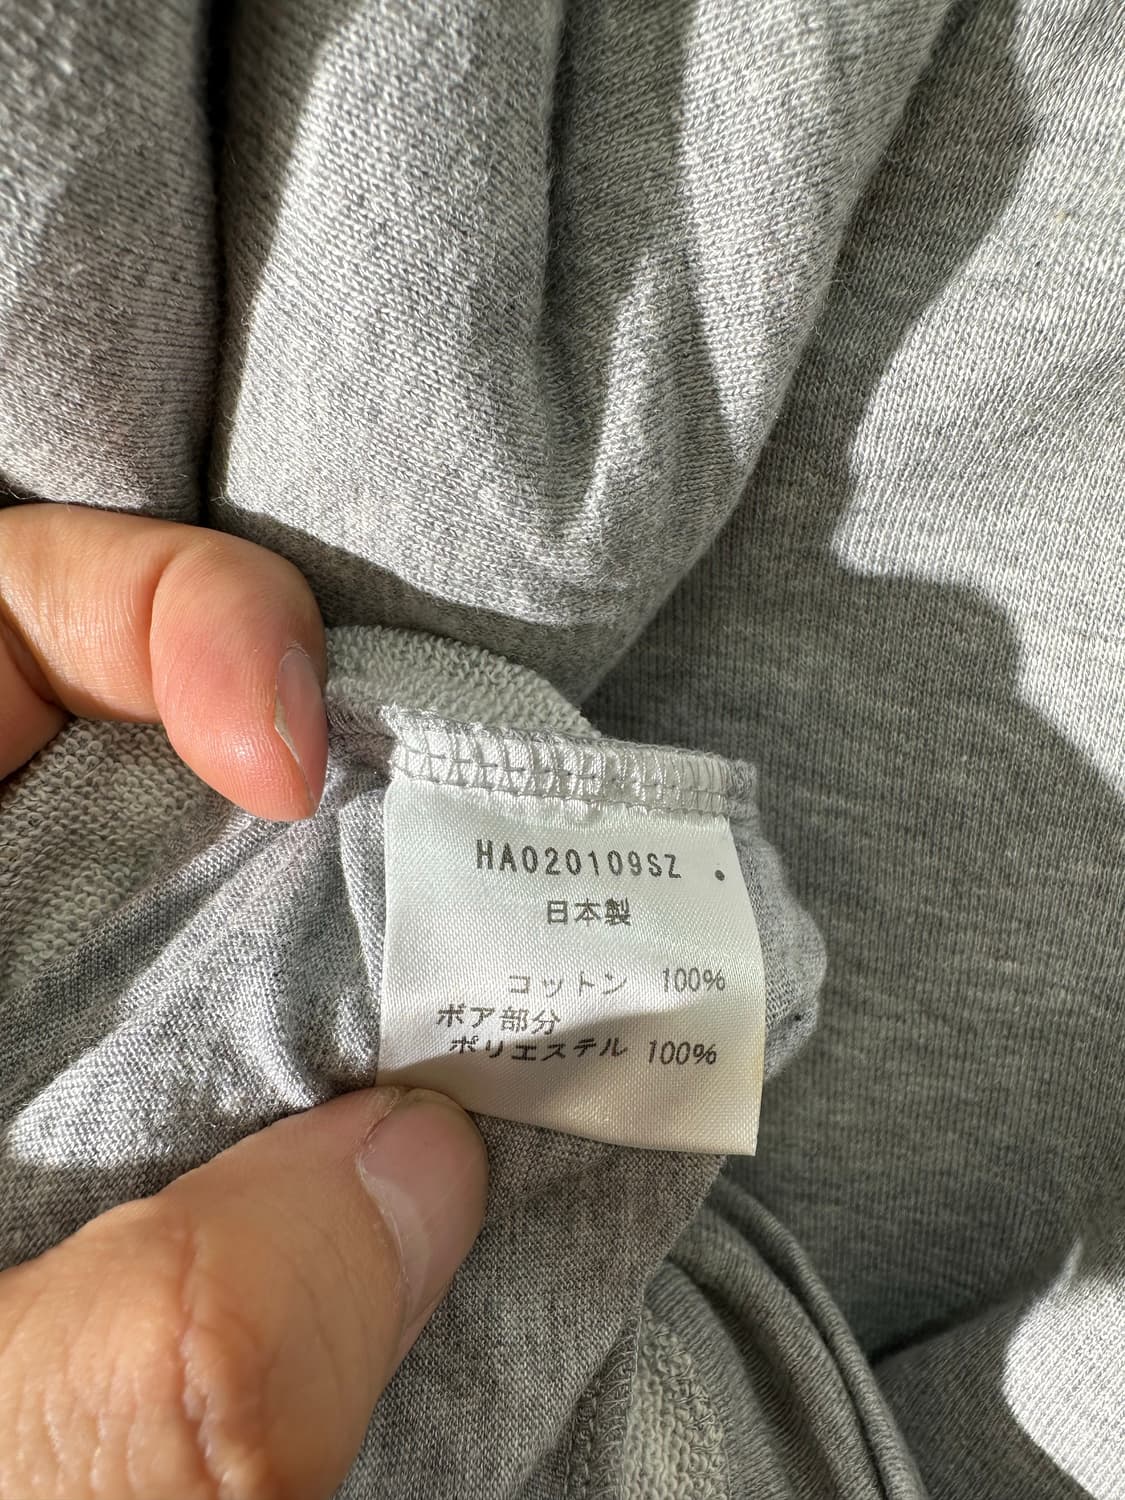 HA020109SZ
日本製
コットン 100%
ボア部分
ポリエステル 100%